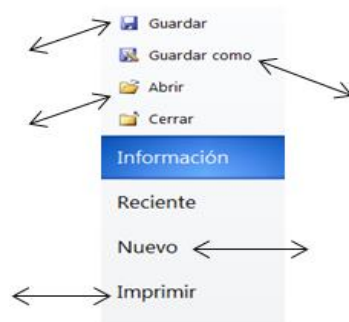 Guardar
Guardar como
Abrir
Cerrar
Información
Reciente
Nuevo
Imprimir